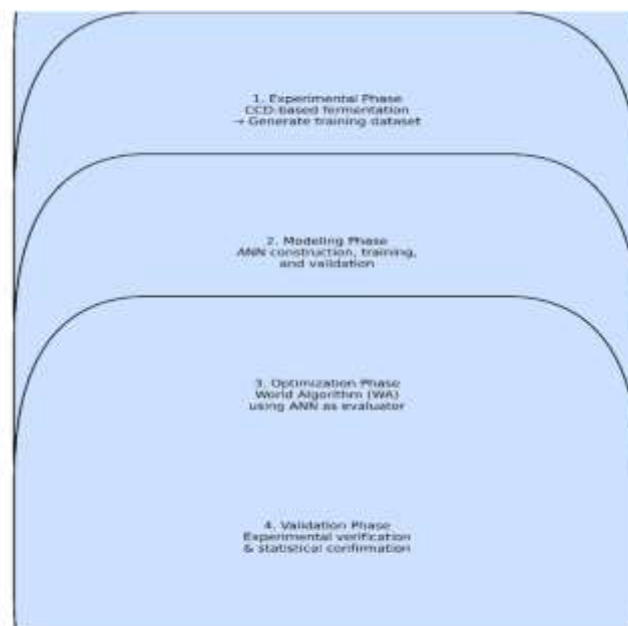 1. Experimental Phase
CCD-based fermentation
→ Generate training dataset
2. Modeling Phase
ANN construction, training,
and validation
3. Optimization Phase
World Algorithm (WA)
using ANN as evaluator
4. Validation Phase
Experimental verification
& statistical confirmation